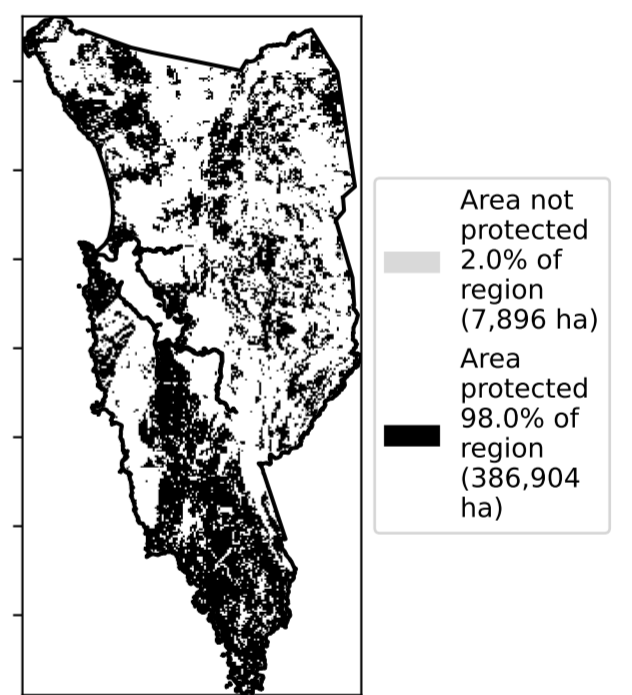 Area not
protected
2.0% of
region
(7,896 ha)
Area
protected
98.0% of
region
(386,904
ha)